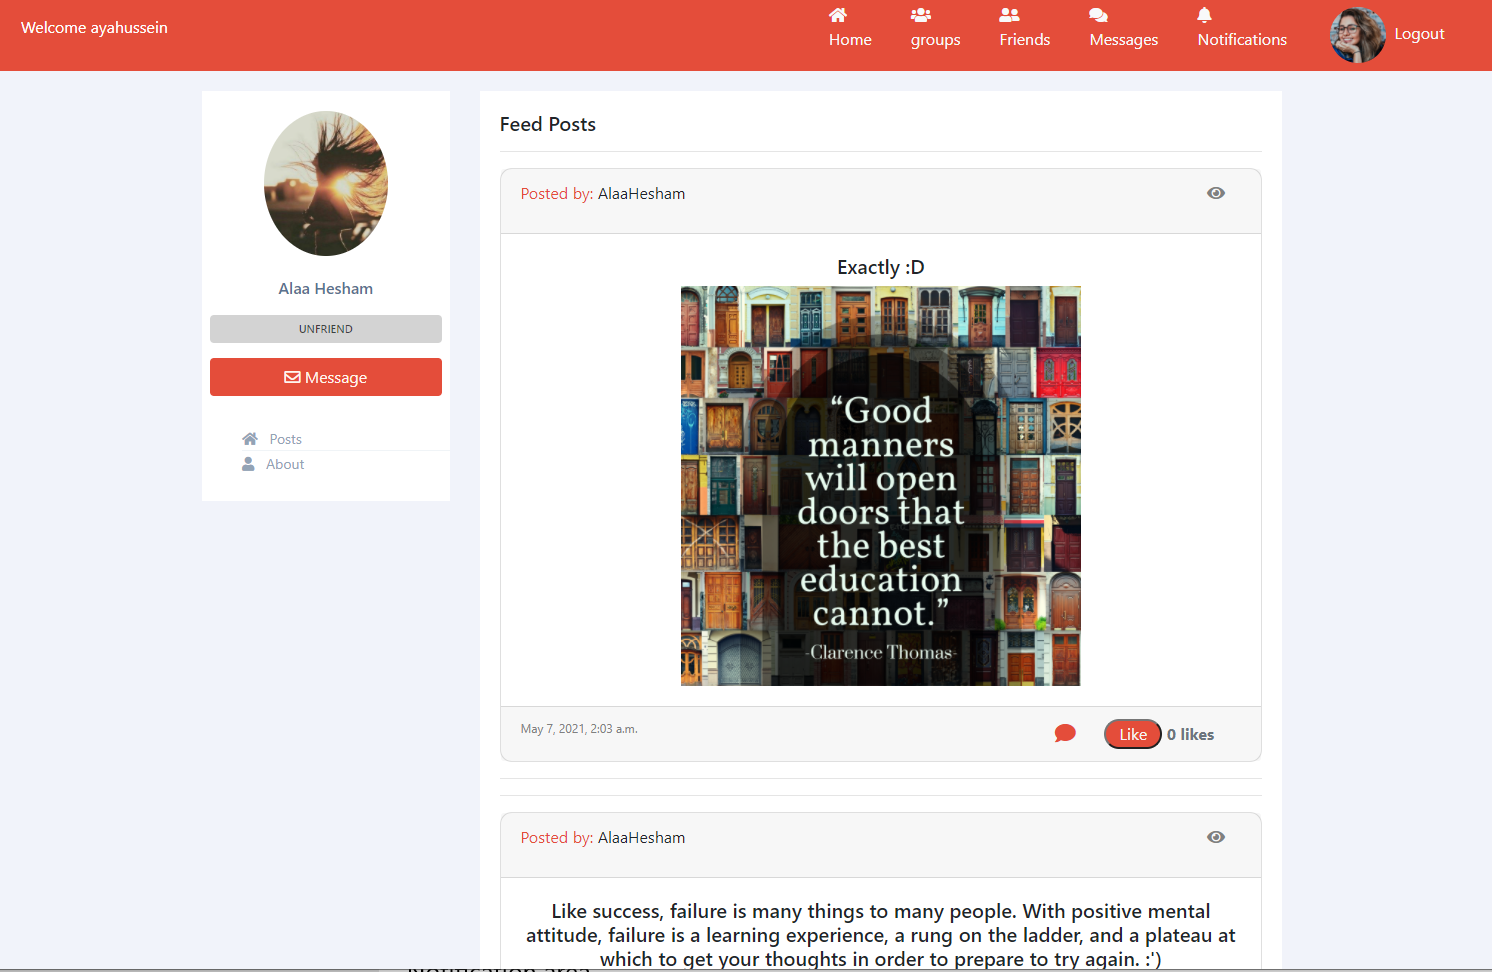 Welcome ayahussein
Home
groups
Friends
Messages
Notifications
Logout
Alaa Hesham
UNFRIEND
Message
Posts
About
Feed Posts
Posted by: AlaaHesham
Exactly :D
“Good
manners
will open
doors that
the best
education
cannot.”
-Clarence Thomas-
May 7, 2021, 2:03 a.m.
Like 0 likes
Posted by: AlaaHesham
Like success, failure is many things to many people. With positive mental
attitude, failure is a learning experience, a rung on the ladder, and a plateau at
which to get your thoughts in order to prepare to try again. :')
Notification area